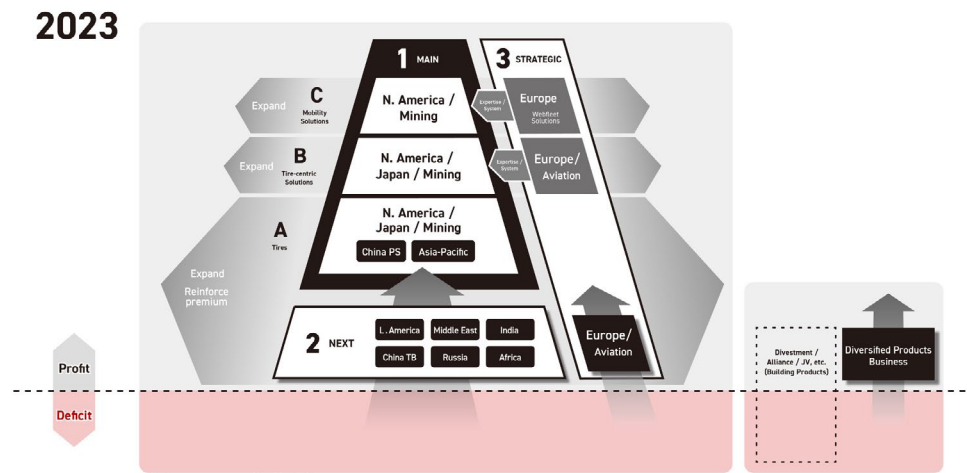 2023
1 MAIN
3 STRATEGIC
Expand
C
Mobility
Solutions
N. America /
Mining
Expertise /
System
Europe
Webfleet
Solutions
Expand
B
Tire-centric
Solutions
N. America /
Japan / Mining
Expertise /
System
Europe/
Aviation
A
Tires
Expand
Reinforce
premium
N. America /
Japan / Mining
China PS
Asia-Pacific
2 NEXT
L. America
Middle East
India
China TB
Russia
Africa
Europe/
Aviation
Divestment /
Alliance / JV, etc.
(Building Products)
Diversified Products
Business
Profit
Deficit